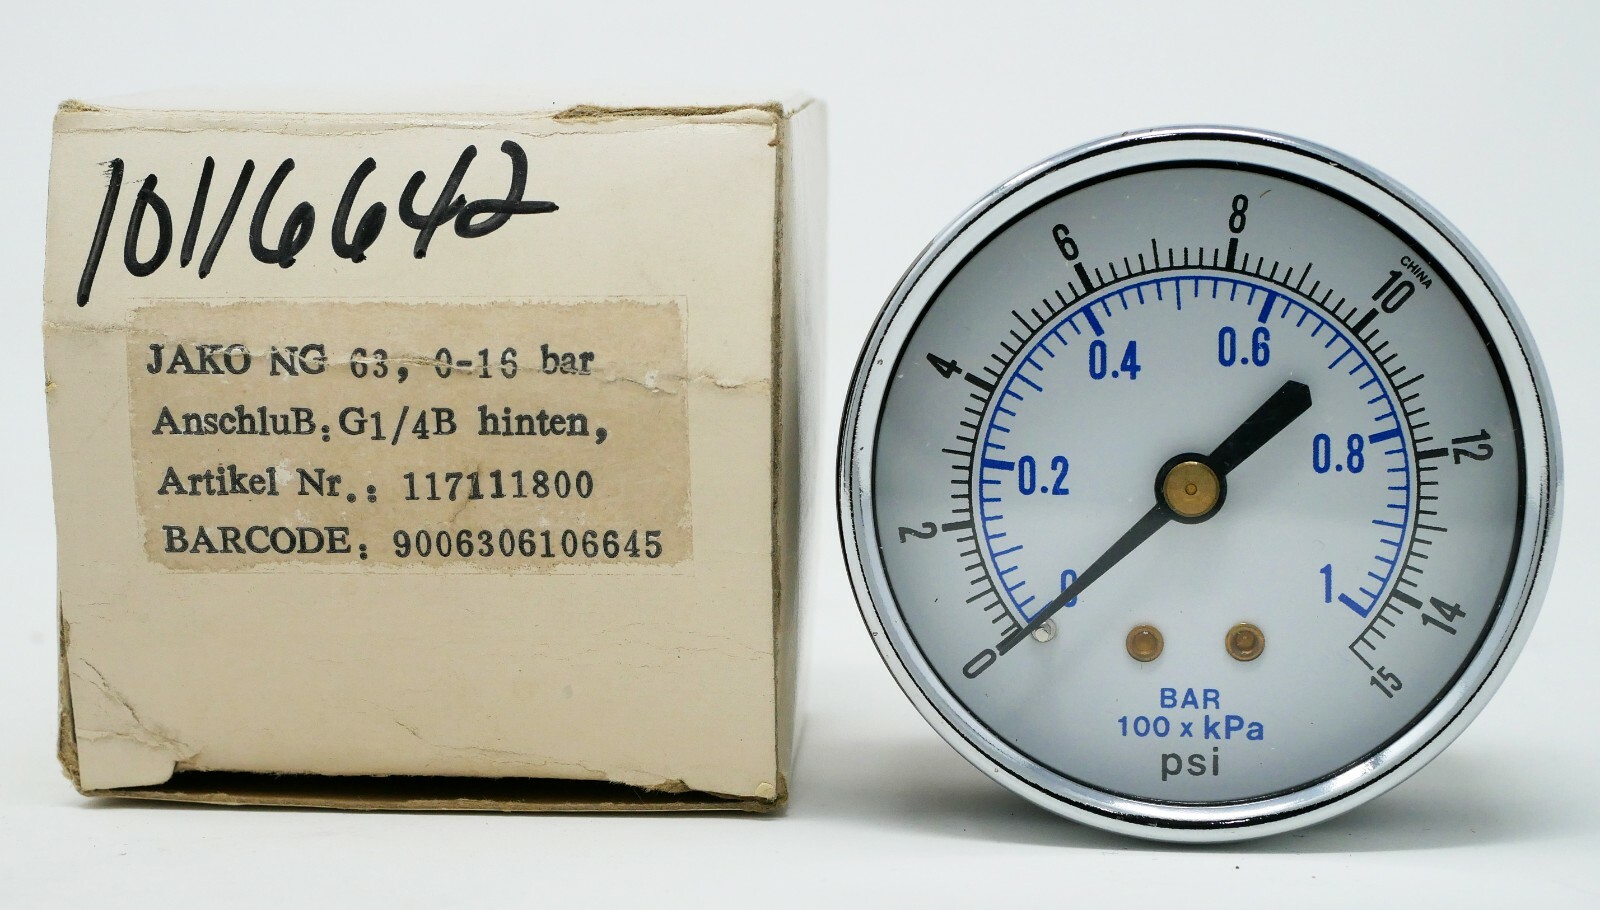 10116642
JAKO NG 63, 0-16 bar
AnschluB: G1/4B hinten,
Artikel Nr.: 117111800
BARCODE: 9006306106645
0
2
4
6
8
10
12
14
15
CHINA
0
0.2
0.4
0.6
0.8
1
BAR
100 x kPa
psi